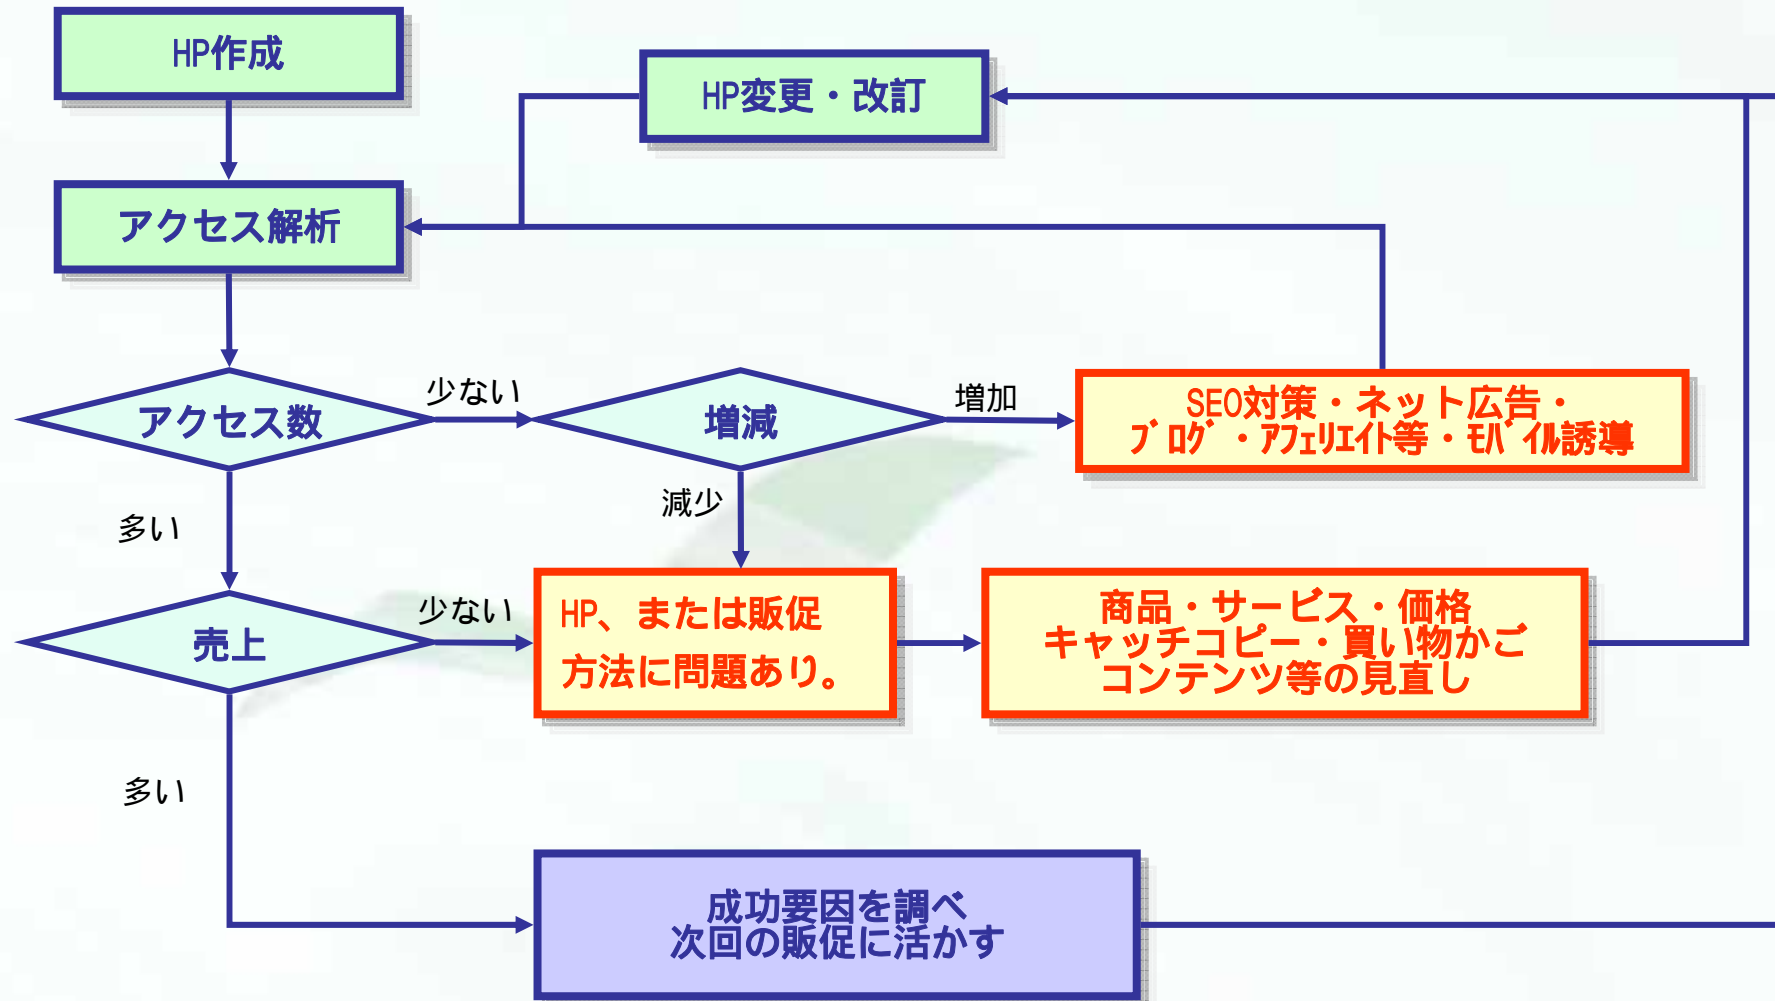 HP作成
HP変更・改訂
アクセス解析
アクセス数
少ない
増減
増加
SEO対策・ネット広告・
ﾌﾞﾛｸﾞ・ｱﾌｪﾘｴｲﾄ等・ﾓﾊﾞｲﾙ誘導
多い
減少
売上
少ない
HP、または販促
方法に問題あり。
商品・サービス・価格
キャッチコピー・買い物かご
コンテンツ等の見直し
多い
成功要因を調べ
次回の販促に活かす